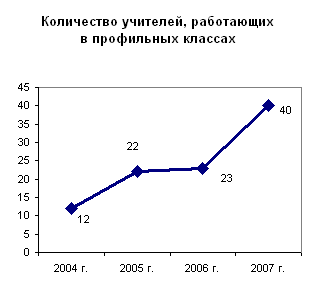 Количество учителей, работающих
в профильных классах
45
40
35
30
25
20
15
10
5
0
12
22
23
40
2004 г.
2005 г.
2006 г.
2007 г.